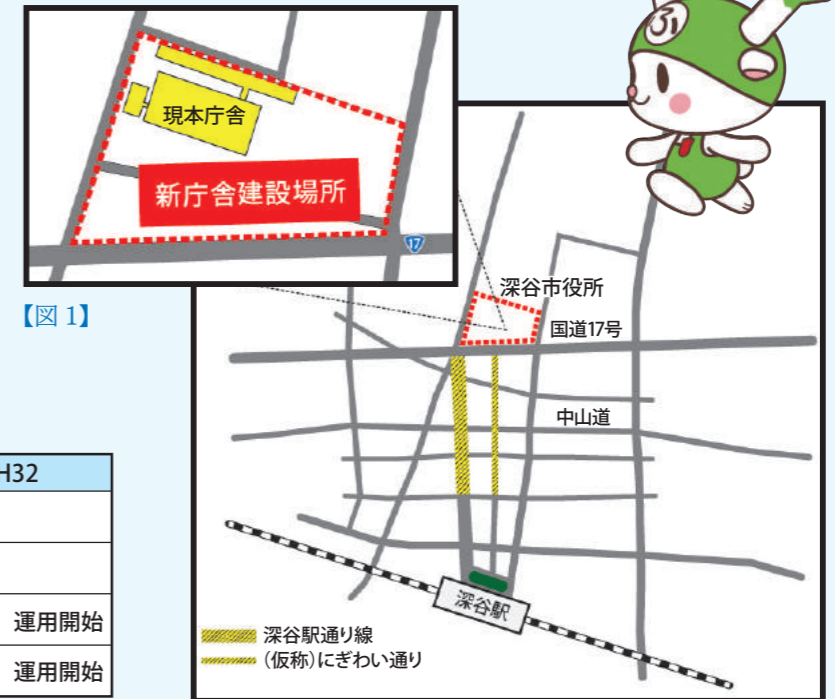 ふ
現本庁舎
新庁舎建設場所
17
【図 1】
深谷市役所
国道17号
中山道
深谷駅
深谷駅通り線
(仮称)にぎわい通り
H32
運用開始
運用開始